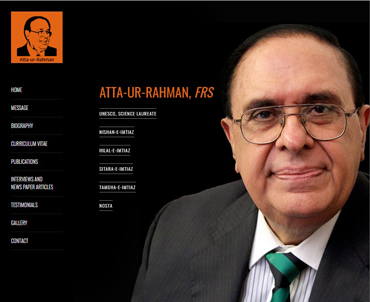 Atta-ur-Rahman
HOME
MESSAGE
BIOGRAPHY
CURRICULUM VITAE
PUBLICATIONS
INTERVIEWS AND
NEWS PAPER ARTICLES
TESTIMONIALS
GALLERY
CONTACT
ATTA-UR-RAHMAN, FRS
UNESCO, SCIENCE LAUREATE
NISHAN-E-IMTIAZ
HILAL-E-IMTIAZ
SITARA-E-IMTIAZ
TAMGHA-E-IMTIAZ
NOSTA